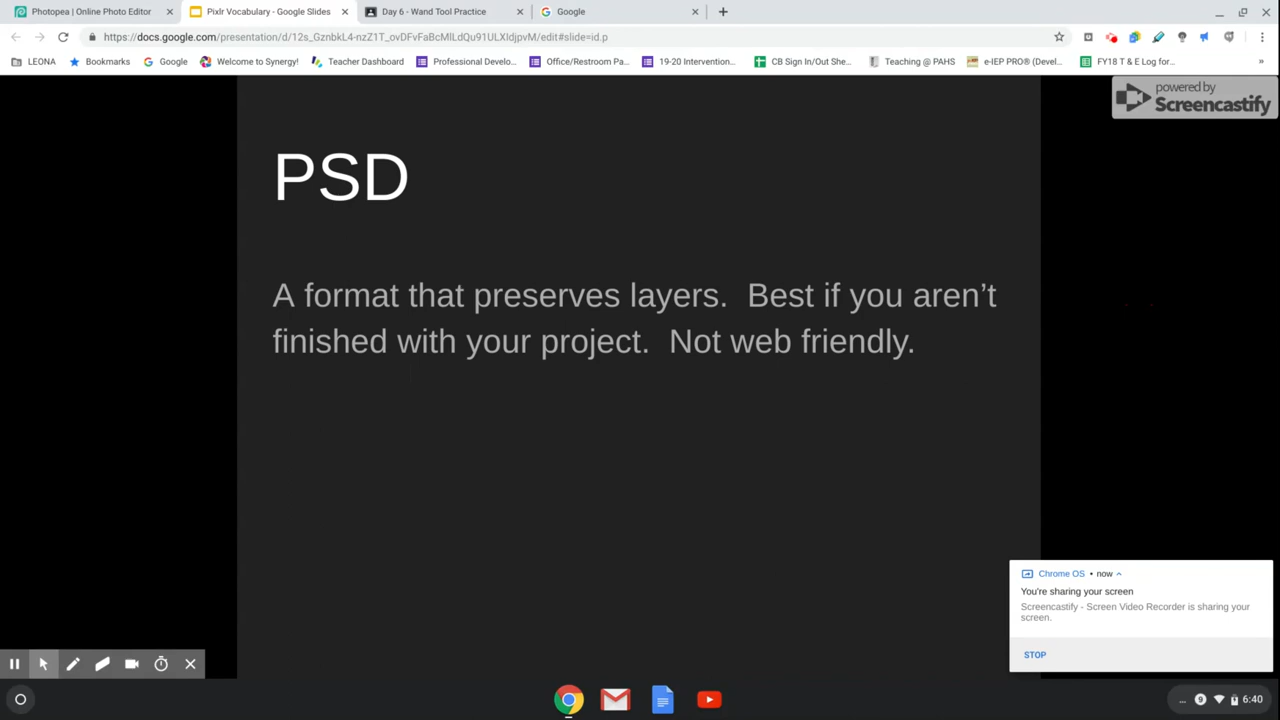 Photopea | Online Photo Editor
Pixlr Vocabulary - Google Slides
Day 6 - Wand Tool Practice
Google
https://docs.google.com/presentation/d/12s_GznbkL4-nzZ1T_ovDFvFaBcMlLdQu91ULXIdjpvM/edit#slide=id.p
LEONA
Bookmarks
Google
Welcome to Synergy!
Teacher Dashboard
Professional Develo...
Office/Restroom Pa...
19-20 Intervention...
CB Sign In/Out She...
Teaching @ PAHS
e-IEP PRO® (Devel...
FY18 T & E Log for...
»
powered by
Screencastify
PSD
A format that preserves layers.  Best if you aren’t
finished with your project.  Not web friendly.
Chrome OS • now
You're sharing your screen
Screencastify - Screen Video Recorder is sharing your
screen.
STOP
... 9 6:40